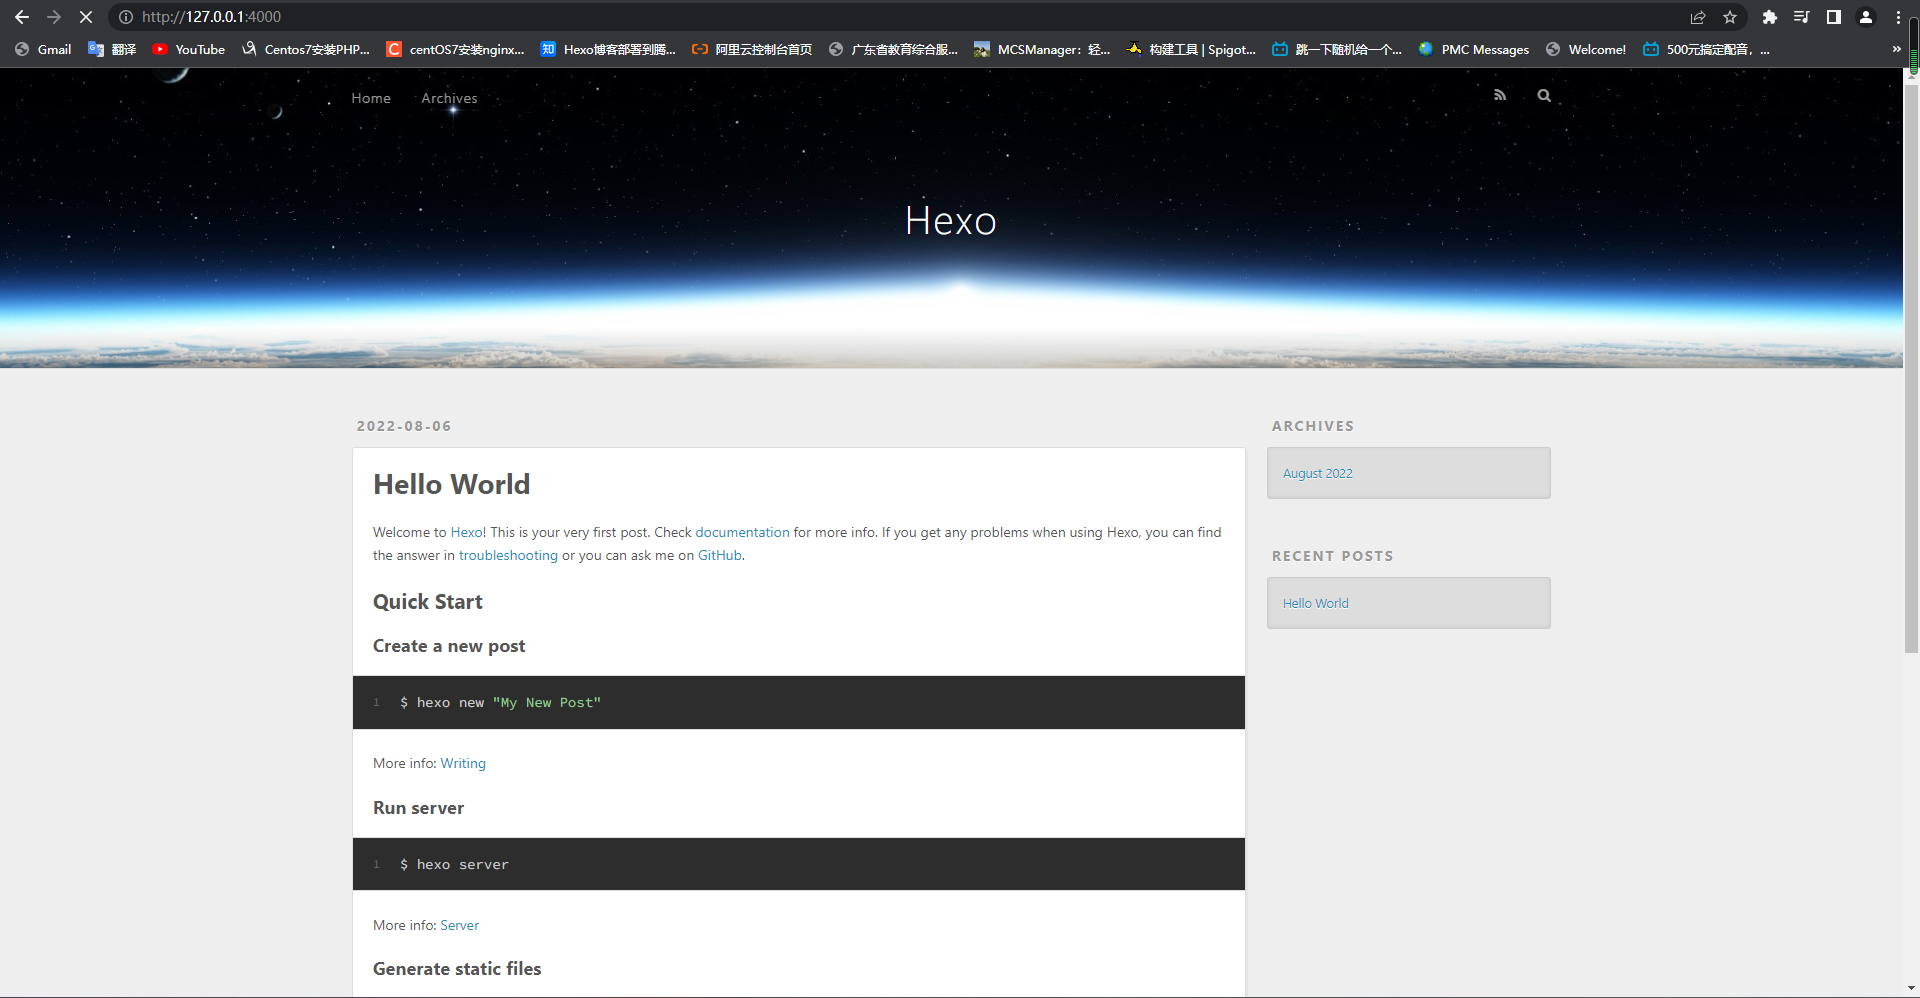 http://127.0.0.1:4000
Gmail 翻译 YouTube Centos7安装PHP... centOS7安装nginx... Hexo博客部署到腾... 阿里云控制台首页 广东省教育综合服... MCSManager：轻... 构建工具 | Spigot... 跳一下随机给一个... PMC Messages Welcome! 500元搞定配音，... »
Home Archives
Hexo
2022-08-06
Hello World
Welcome to Hexo! This is your very first post. Check documentation for more info. If you get any problems when using Hexo, you can find
the answer in troubleshooting or you can ask me on GitHub.
Quick Start
Create a new post
1 $ hexo new "My New Post"
More info: Writing
Run server
1 $ hexo server
More info: Server
Generate static files
ARCHIVES
August 2022
RECENT POSTS
Hello World